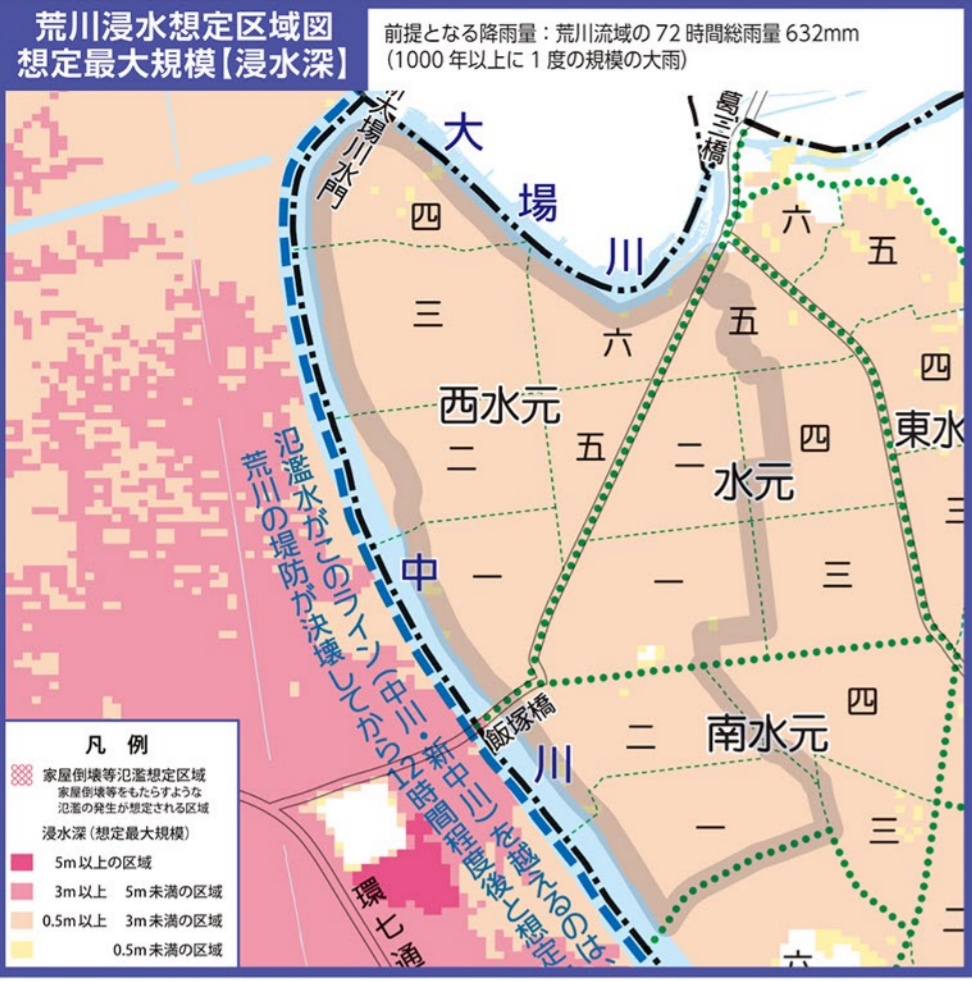 荒川浸水想定区域図
想定最大規模【浸水深】
前提となる降雨量：荒川流域の72時間総雨量632mm
（1000年以上に1度の規模の大雨）
大場川水門
葛三橋
大場川
四
三
六
五
六
五
四
西水元
二
五
二
水元
四
東水
三
中川
一
一
三
氾濫水がこのライン（中川・新中川）を越えるのは、
荒川の堤防が決壊してから12時間程度後と想定
飯塚橋
二
南水元
四
一
三
二
六
環七通
凡 例
家屋倒壊等氾濫想定区域
家屋倒壊等をもたらすような
氾濫の発生が想定される区域
浸水深（想定最大規模）
5m以上の区域
3m以上 5m未満の区域
0.5m以上 3m未満の区域
0.5m未満の区域